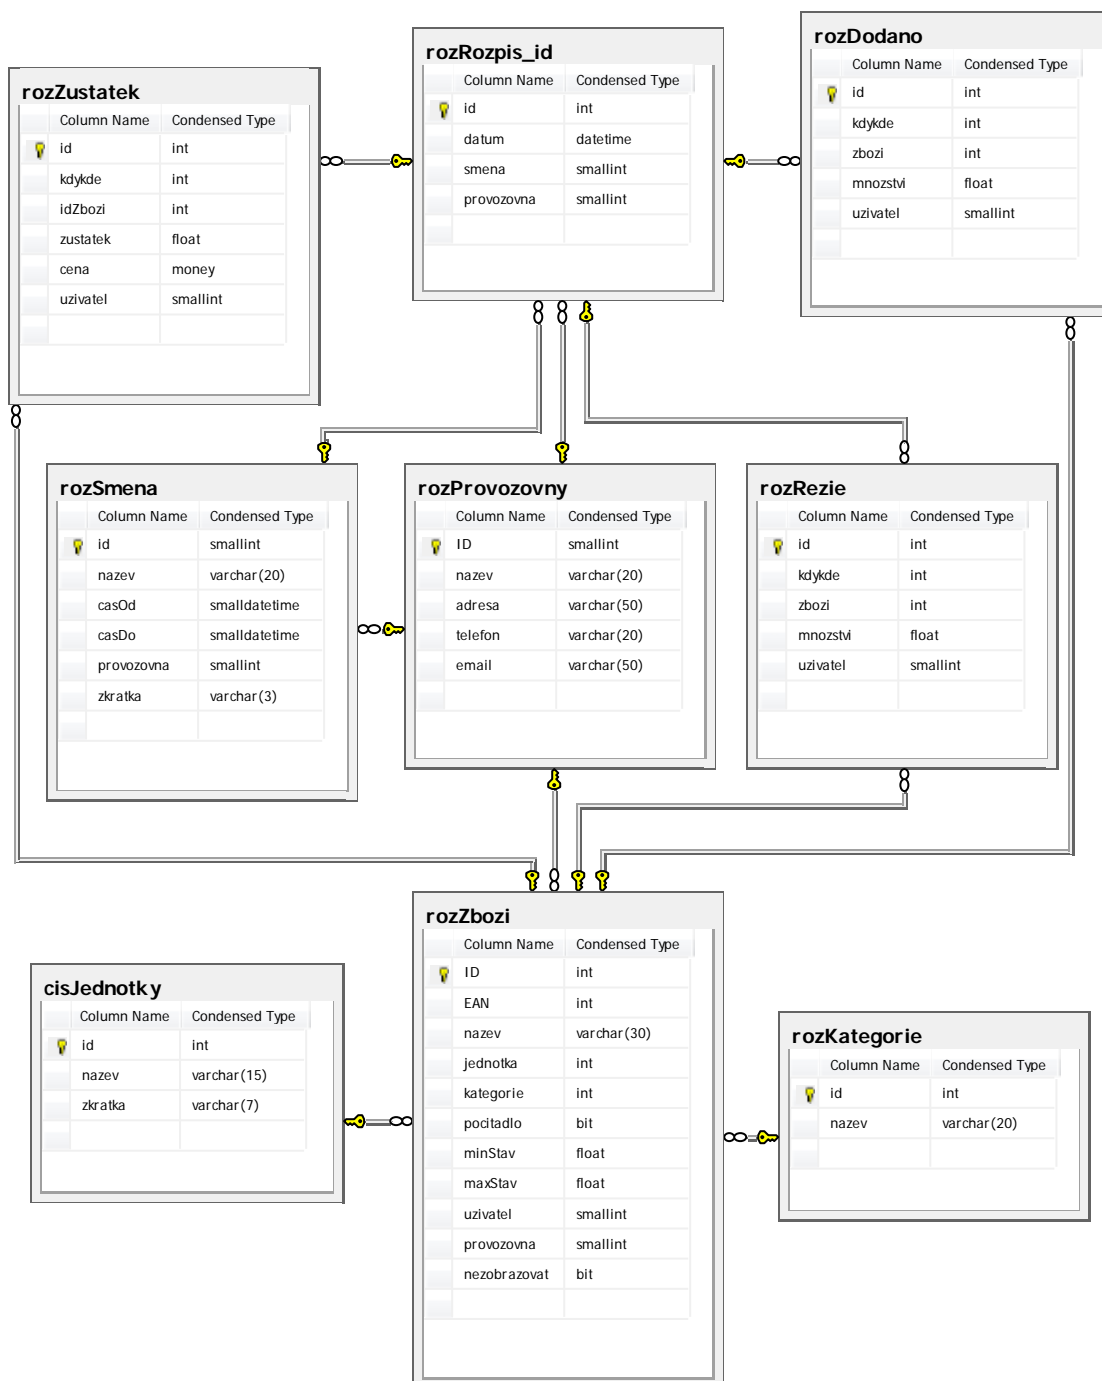 rozRozpis_id
Column Name Condensed Type
id int
datum datetime
smena smallint
provozovna smallint
rozDodano
Column Name Condensed Type
id int
kdykde int
zbozi int
mnozstvi float
uzivatel smallint
rozZustatek
Column Name Condensed Type
id int
kdykde int
idZbozi int
zustatek float
cena money
uzivatel smallint
rozSmena
Column Name Condensed Type
id smallint
nazev varchar(20)
casOd smalldatetime
casDo smalldatetime
provozovna smallint
zkratka varchar(3)
rozProvozovny
Column Name Condensed Type
ID smallint
nazev varchar(20)
adresa varchar(50)
telefon varchar(20)
email varchar(50)
rozRezie
Column Name Condensed Type
id int
kdykde int
zbozi int
mnozstvi float
uzivatel smallint
rozZbozi
Column Name Condensed Type
ID int
EAN int
nazev varchar(30)
jednotka int
kategorie int
pocitadlo bit
minStav float
maxStav float
uzivatel smallint
provozovna smallint
nezobrazovat bit
cisJednotky
Column Name Condensed Type
id int
nazev varchar(15)
zkratka varchar(7)
rozKategorie
Column Name Condensed Type
id int
nazev varchar(20)